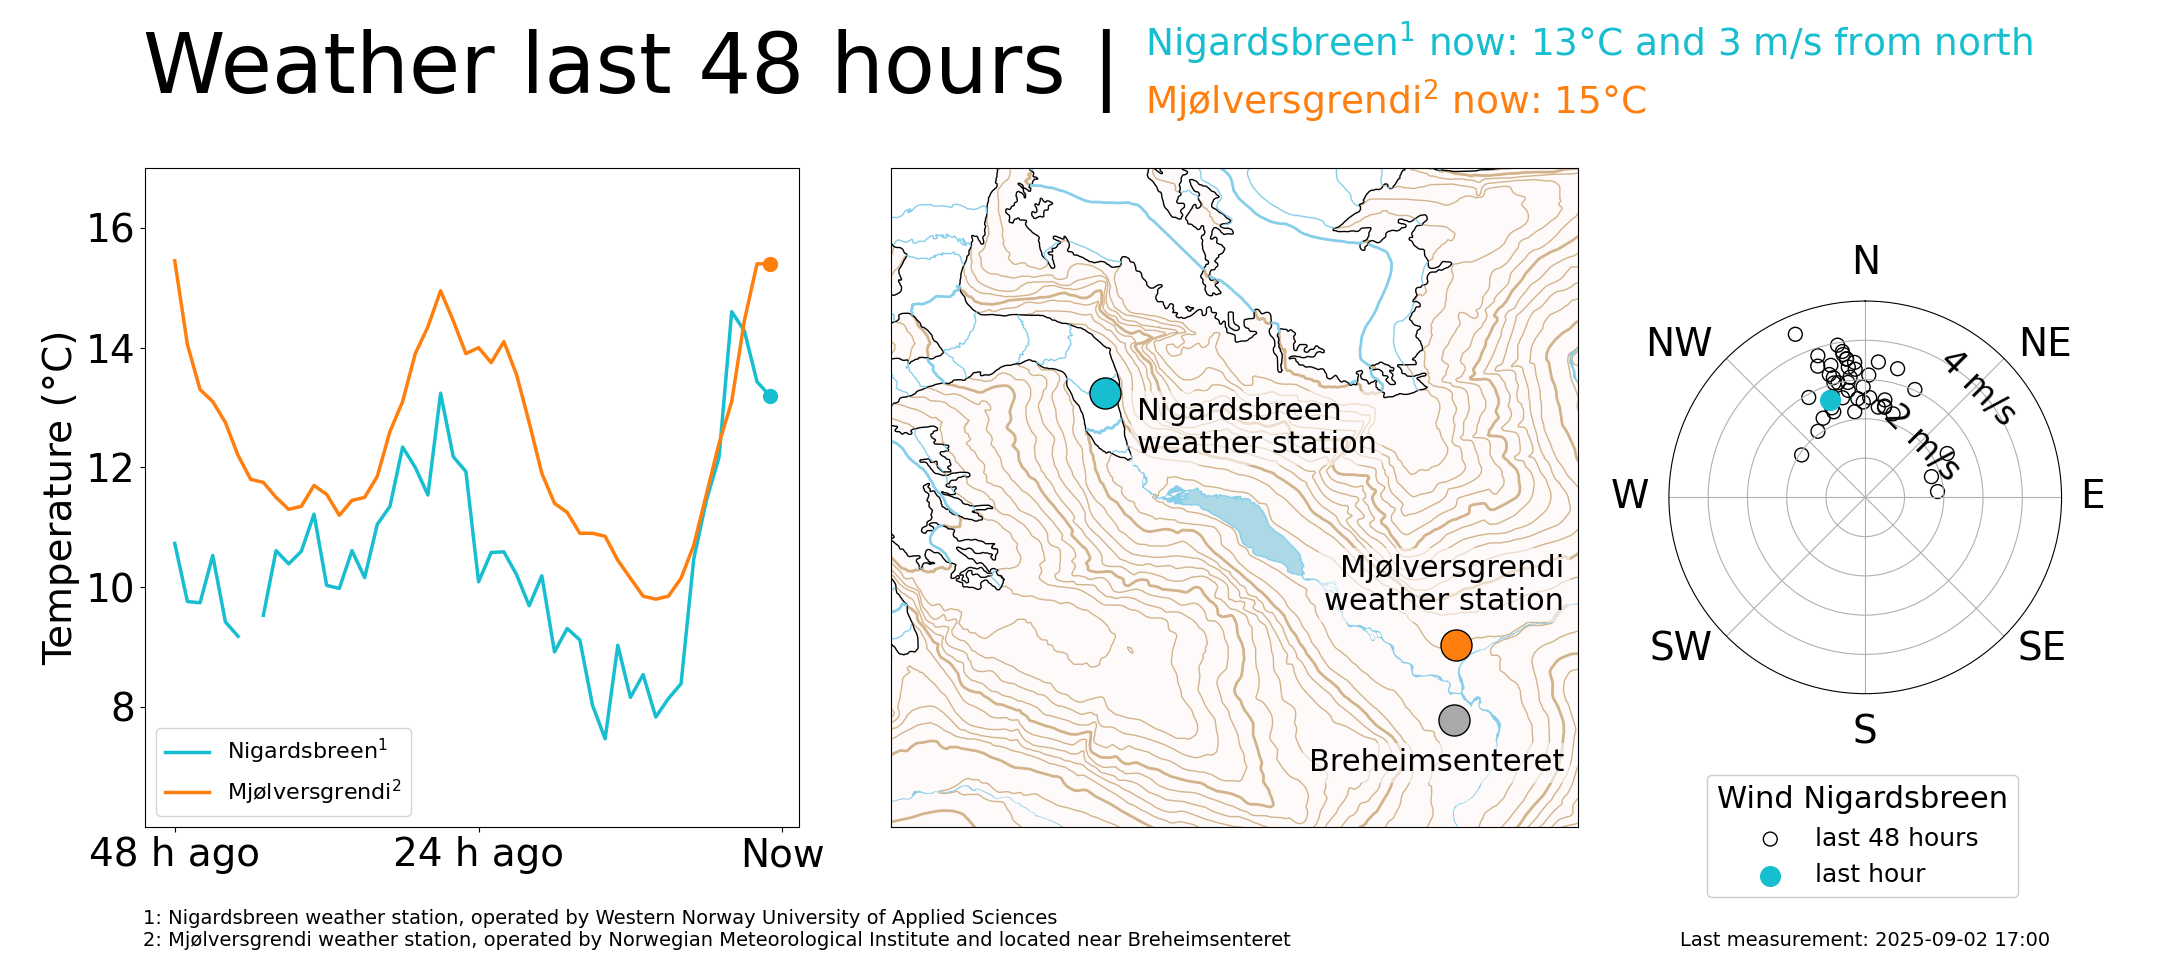 Weather last 48 hours |
Nigardsbreen¹ now: 13°C and 3 m/s from north
Mjølversgrendi² now: 15°C
Temperature (°C)
16
14
12
10
8
48 h ago
24 h ago
Now
Nigardsbreen¹
Mjølversgrendi²
Nigardsbreen
weather station
Mjølversgrendi
weather station
Breheimsenteret
N
NE
E
SE
S
SW
W
NW
4 m/s
2 m/s
Wind Nigardsbreen
last 48 hours
last hour
1: Nigardsbreen weather station, operated by Western Norway University of Applied Sciences
2: Mjølversgrendi weather station, operated by Norwegian Meteorological Institute and located near Breheimsenteret
Last measurement: 2025-09-02 17:00